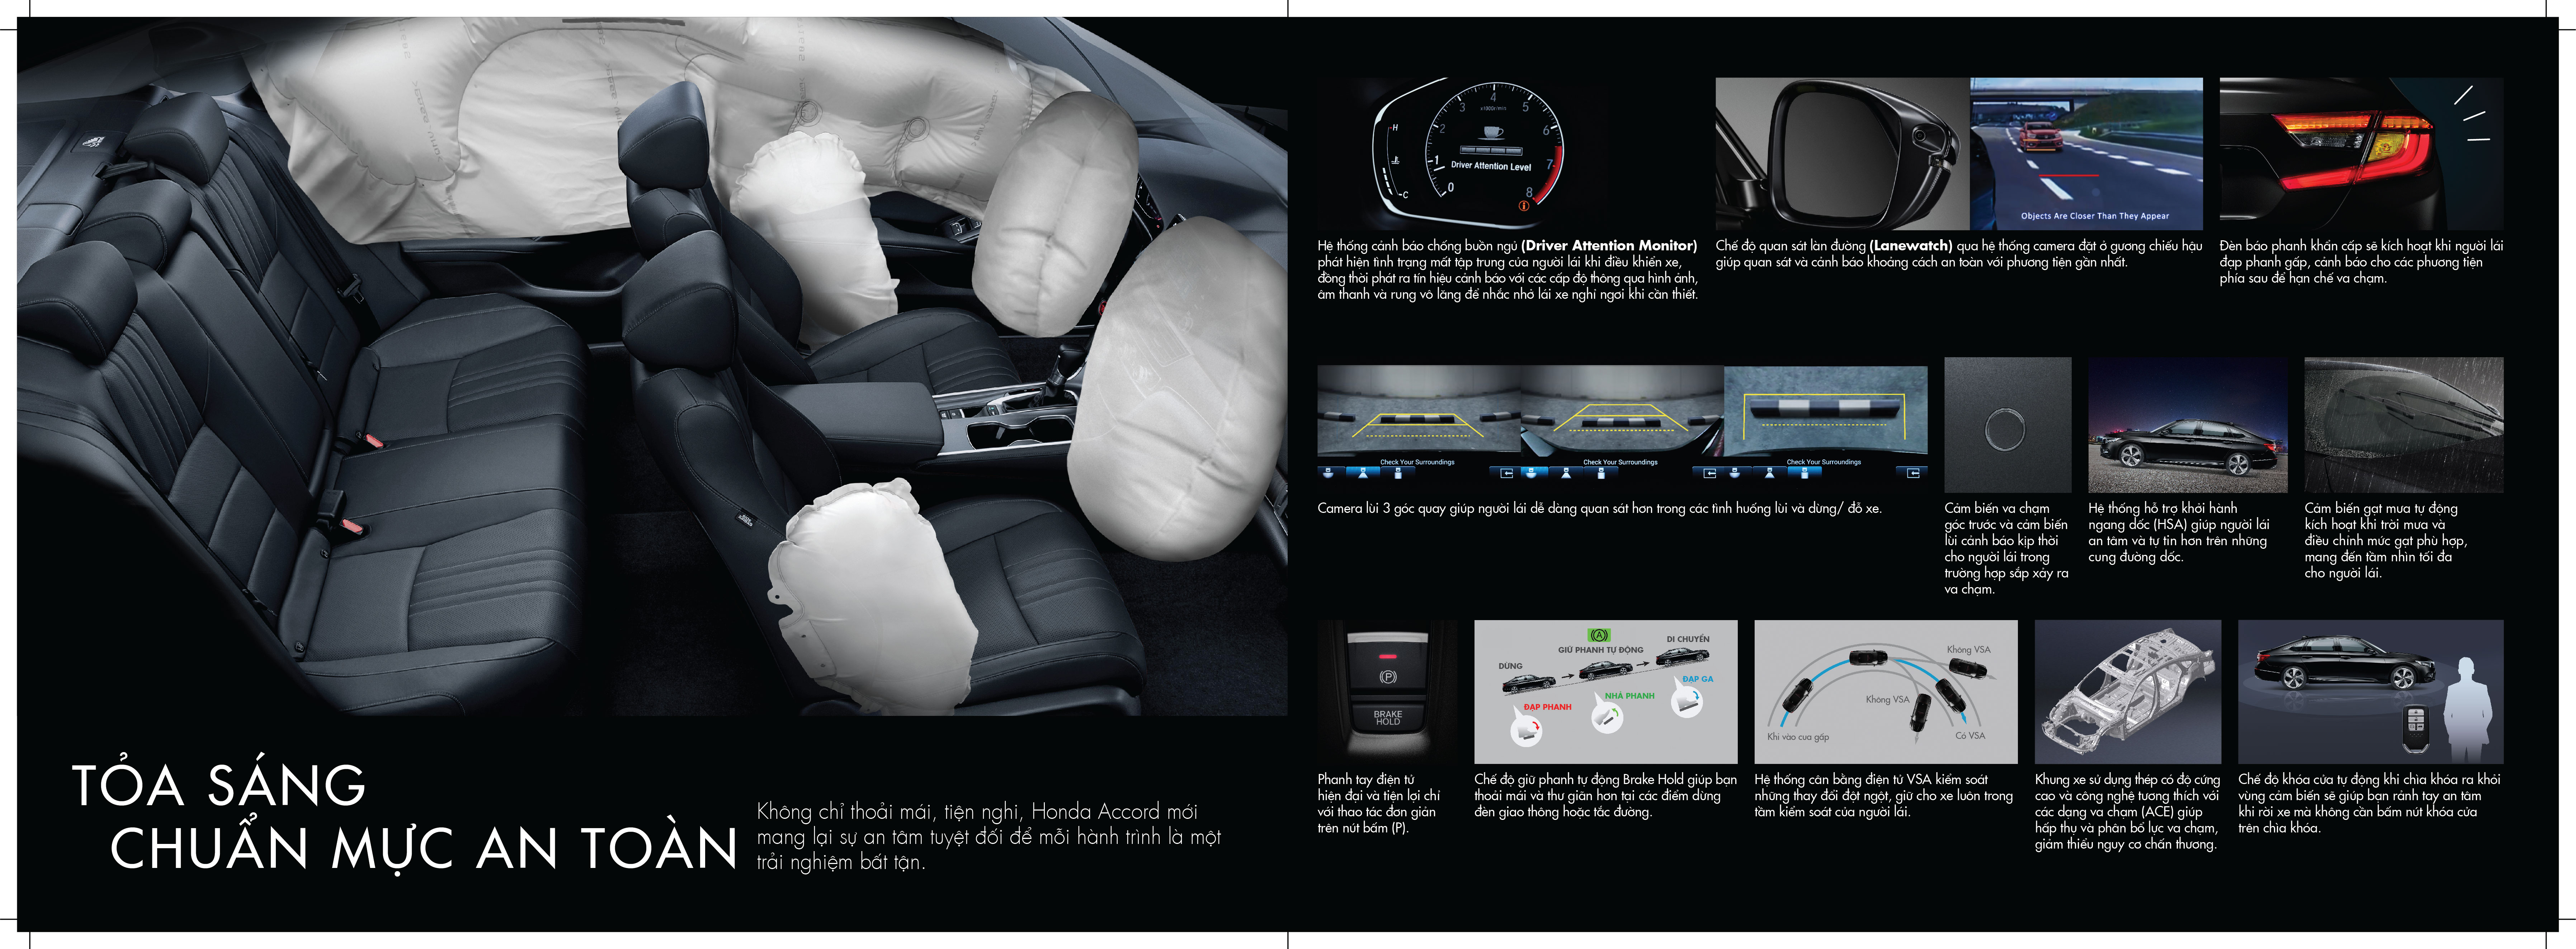 TỎA SÁNG
CHUẨN MỰC AN TOÀN
Không chỉ thoải mái, tiện nghi, Honda Accord mới
mang lại sự an tâm tuyệt đối để mỗi hành trình là một
trải nghiệm bất tận.
H
C
0
1
2
3
4
5
6
7
8
x1000r/min
Driver Attention Level
Hệ thống cảnh báo chống buồn ngủ (Driver Attention Monitor)
phát hiện tình trạng mất tập trung của người lái khi điều khiển xe,
đồng thời phát ra tín hiệu cảnh báo với các cấp độ thông qua hình ảnh,
âm thanh và rung vô lăng để nhắc nhở lái xe nghỉ ngơi khi cần thiết.
Objects Are Closer Than They Appear
Chế độ quan sát làn đường (Lanewatch) qua hệ thống camera đặt ở gương chiếu hậu
giúp quan sát và cảnh báo khoảng cách an toàn với phương tiện gần nhất.
Đèn báo phanh khẩn cấp sẽ kích hoạt khi người lái
đạp phanh gấp, cảnh báo cho các phương tiện
phía sau để hạn chế va chạm.
Check Your Surroundings
Check Your Surroundings
Check Your Surroundings
Camera lùi 3 góc quay giúp người lái dễ dàng quan sát hơn trong các tình huống lùi và dừng/ đỗ xe.
Cảm biến va chạm
góc trước và cảm biến
lùi cảnh báo kịp thời
cho người lái trong
trường hợp sắp xảy ra
va chạm.
Hệ thống hỗ trợ khởi hành
ngang dốc (HSA) giúp người lái
an tâm và tự tin hơn trên những
cung đường dốc.
Cảm biến gạt mưa tự động
kích hoạt khi trời mưa và
điều chỉnh mức gạt phù hợp,
mang đến tầm nhìn tối đa
cho người lái.
(P)
BRAKE
HOLD
Phanh tay điện tử
hiện đại và tiện lợi chỉ
với thao tác đơn giản
trên nút bấm (P).
(A)
GIỮ PHANH TỰ ĐỘNG
DI CHUYỂN
DỪNG
ĐẠP GA
NHẢ PHANH
ĐẠP PHANH
Chế độ giữ phanh tự động Brake Hold giúp bạn
thoải mái và thư giãn hơn tại các điểm dừng
đèn giao thông hoặc tắc đường.
Không VSA
Không VSA
Khi vào cua gấp
Có VSA
Hệ thống cân bằng điện tử VSA kiểm soát
những thay đổi đột ngột, giữ cho xe luôn trong
tầm kiểm soát của người lái.
Khung xe sử dụng thép có độ cứng
cao và công nghệ tương thích với
các dạng va chạm (ACE) giúp
hấp thụ và phân bổ lực va chạm,
giảm thiểu nguy cơ chấn thương.
Chế độ khóa cửa tự động khi chìa khóa ra khỏi
vùng cảm biến sẽ giúp bạn rảnh tay an tâm
khi rời xe mà không cần bấm nút khóa cửa
trên chìa khóa.